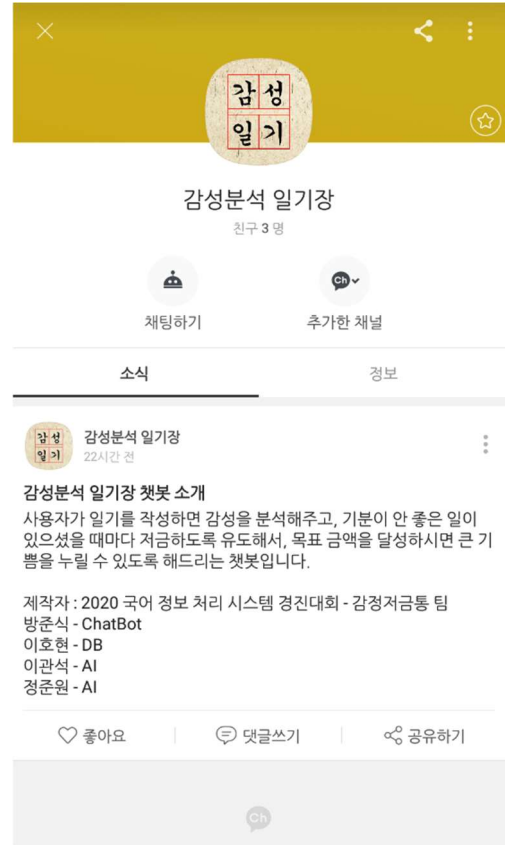 감성
일기
감성분석 일기장
친구 3 명
채팅하기
Ch
추가한 채널
소식
정보
감성
일기
감성분석 일기장
22시간 전
감성분석 일기장 챗봇 소개
사용자가 일기를 작성하면 감성을 분석해주고, 기분이 안 좋은 일이
있으셨을 때마다 저금하도록 유도해서, 목표 금액을 달성하시면 큰 기
쁨을 누릴 수 있도록 해드리는 챗봇입니다.
제작자 : 2020 국어 정보 처리 시스템 경진대회 - 감정저금통 팀
방준식 - ChatBot
이호현 - DB
이관석 - AI
정준원 - AI
좋아요
댓글쓰기
공유하기
Ch